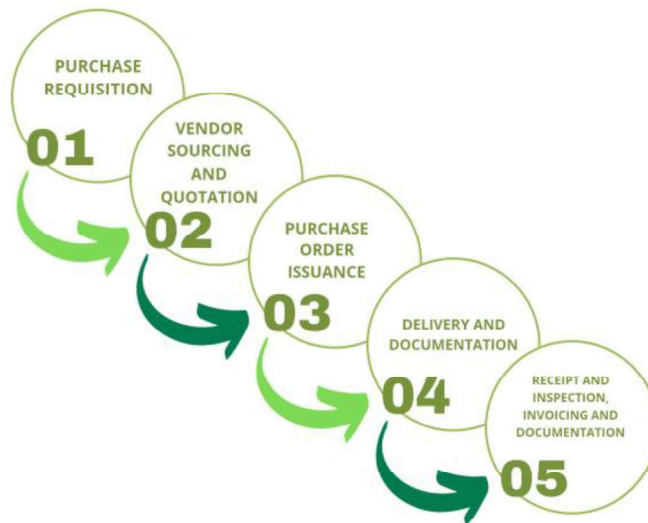 PURCHASE
REQUISITION
01
VENDOR
SOURCING
AND
QUOTATION
02
PURCHASE
ORDER
ISSUANCE
03
DELIVERY AND
DOCUMENTATION
04
RECEIPT AND
INSPECTION,
INVOICING AND
DOCUMENTATION
05